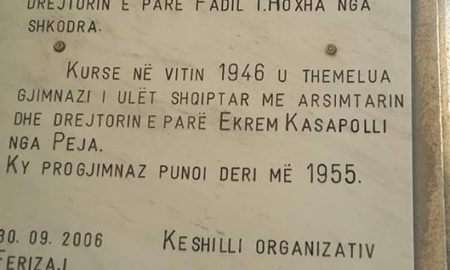 DREJTORIN E PARË FADIL I. HOXHA NGA
SHKODRA.
KURSE NË VITIN 1946 U THEMELUA
GJIMNAZI I ULËT SHQIPTAR ME ARSIMTARIN
DHE DREJTORIN E PARË EKREM KASAPOLLI
NGA PEJA.
KY PROGJIMNAZ PUNOI DERI MË 1955.
30. 09. 2006 KESHILLI ORGANIZATIV
FERIZAJ